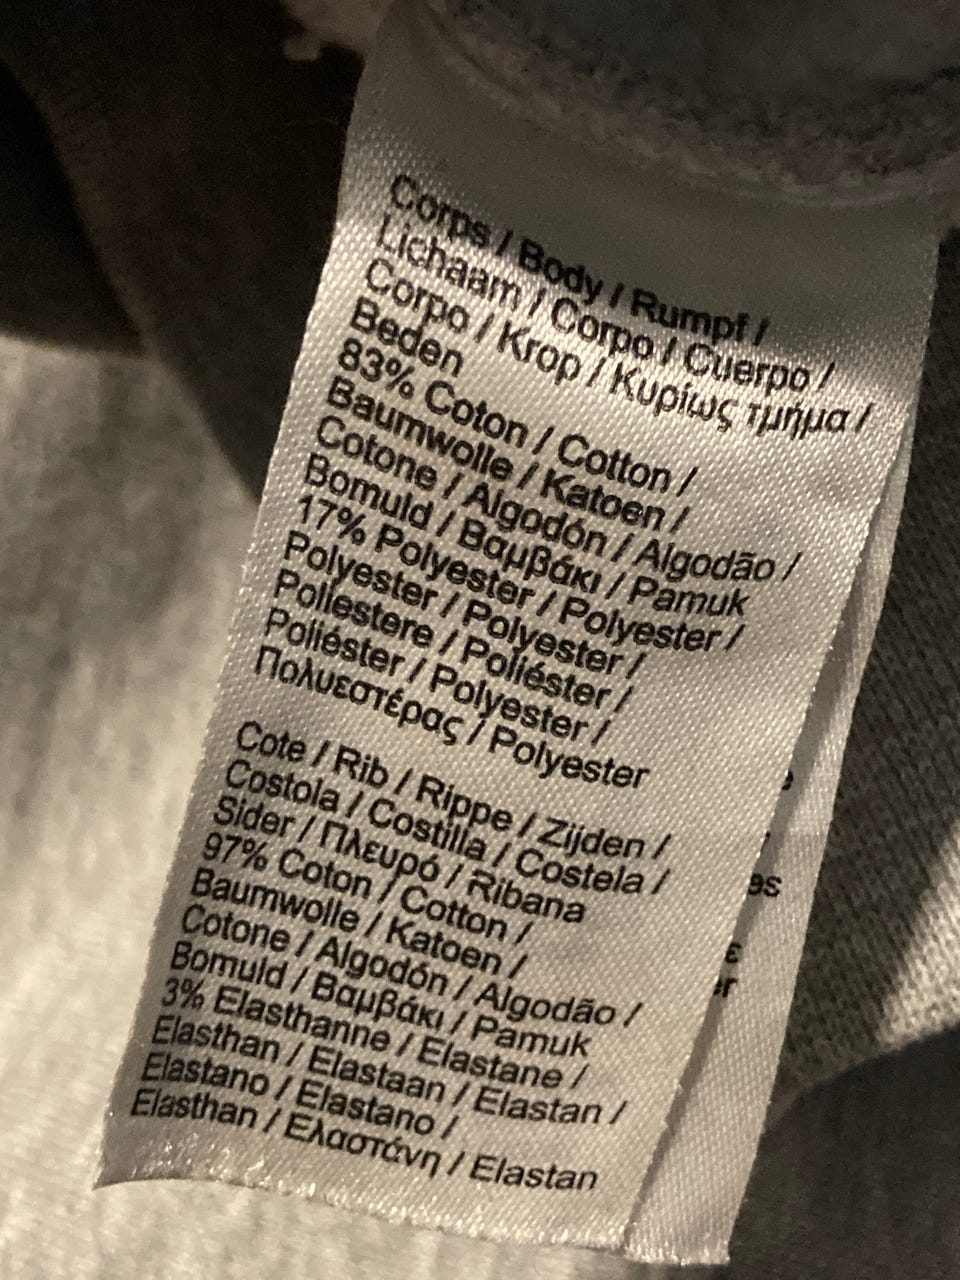 Corps / Body / Rumpf /
Lichaam / Corpo / Cuerpo /
Corpo / Krop / Κυρίως τμήμα /
Beden
83% Coton / Cotton /
Baumwolle / Katoen /
Cotone / Algodón / Algodão /
Bomuld / Βαμβάκι / Pamuk
17% Polyester / Polyester /
Polyester / Polyester /
Poliestere / Poliéster /
Poliéster / Polyester /
Πολυεστέρας / Polyester
Cote / Rib / Rippe / Zijden /
Costola / Costilla / Costela /
Sider / Πλευρό / Ribana
97% Coton / Cotton /
Baumwolle / Katoen /
Cotone / Algodón / Algodão /
Bomuld / Βαμβάκι / Pamuk
3% Elasthanne / Elastane /
Elasthan / Elastaan / Elastan /
Elastano / Elastano /
Elasthan / Ελαστάνη / Elastan